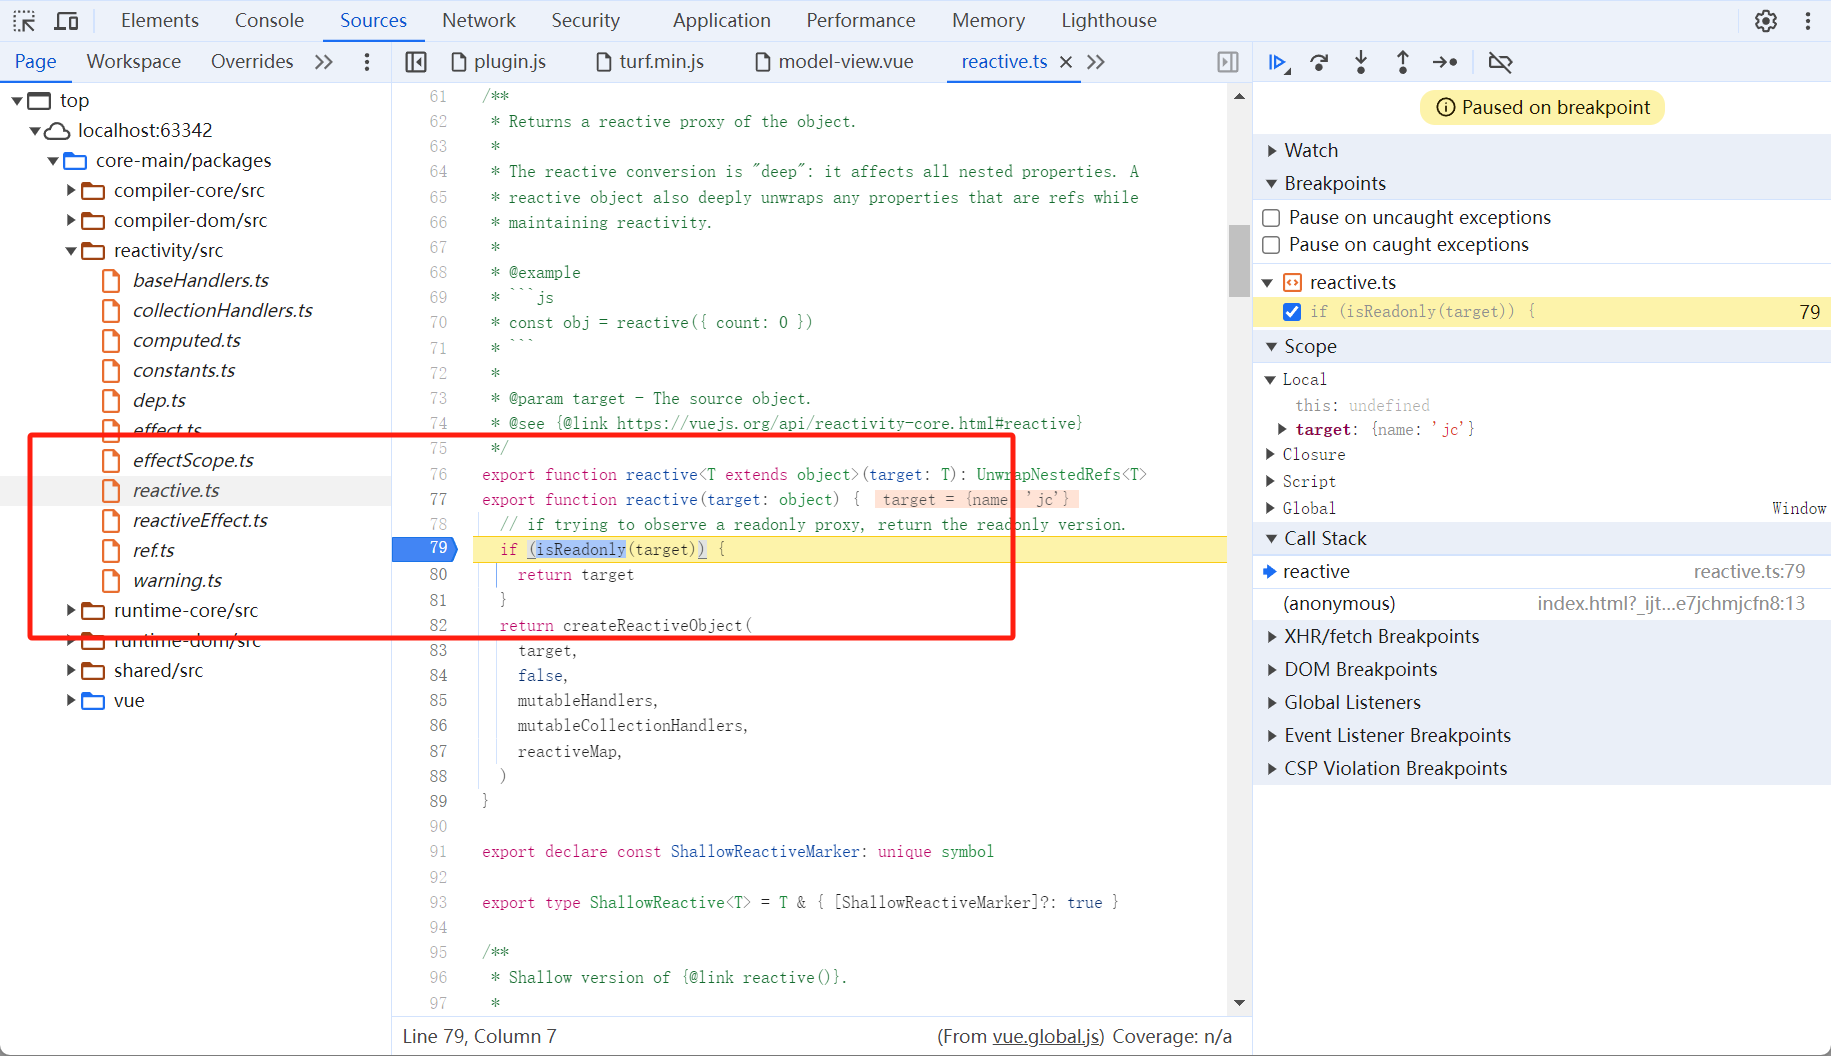 Elements Console Sources Network Security Application Performance Memory Lighthouse
Page Workspace Overrides
plugin.js turf.min.js model-view.vue reactive.ts
top
localhost:63342
core-main/packages
compiler-core/src
compiler-dom/src
reactivity/src
baseHandlers.ts
collectionHandlers.ts
computed.ts
constants.ts
dep.ts
effect.ts
effectScope.ts
reactive.ts
reactiveEffect.ts
ref.ts
warning.ts
runtime-core/src
runtime-dom/src
shared/src
vue
61 /**
62 * Returns a reactive proxy of the object.
63 *
64 * The reactive conversion is "deep": it affects all nested properties. A
65 * reactive object also deeply unwraps any properties that are refs while
66 * maintaining reactivity.
67 *
68 * @example
69 * ```js
70 * const obj = reactive({ count: 0 })
71 * ```
72 *
73 * @param target - The source object.
74 * @see {@link https://vuejs.org/api/reactivity-core.html#reactive}
75 */
76 export function reactive<T extends object>(target: T): UnwrapNestedRefs<T>
77 export function reactive(target: object) { target = {name: 'jc'}
78 // if trying to observe a readonly proxy, return the readonly version.
79 if (isReadonly(target)) {
80 return target
81 }
82 return createReactiveObject(
83 target,
84 false,
85 mutableHandlers,
86 mutableCollectionHandlers,
87 reactiveMap,
88 )
89 }
90
91 export declare const ShallowReactiveMarker: unique symbol
92
93 export type ShallowReactive<T> = T & { [ShallowReactiveMarker]?: true }
94
95 /**
96 * Shallow version of {@link reactive()}.
97 *
Line 79, Column 7
(From vue.global.js) Coverage: n/a
Paused on breakpoint
Watch
Breakpoints
Pause on uncaught exceptions
Pause on caught exceptions
reactive.ts
if (isReadonly(target)) { 79
Scope
Local
this: undefined
target: {name: 'jc'}
Closure
Script
Global Window
Call Stack
reactive reactive.ts:79
(anonymous) index.html?_ijt…e7jchmjcfn8:13
XHR/fetch Breakpoints
DOM Breakpoints
Global Listeners
Event Listener Breakpoints
CSP Violation Breakpoints